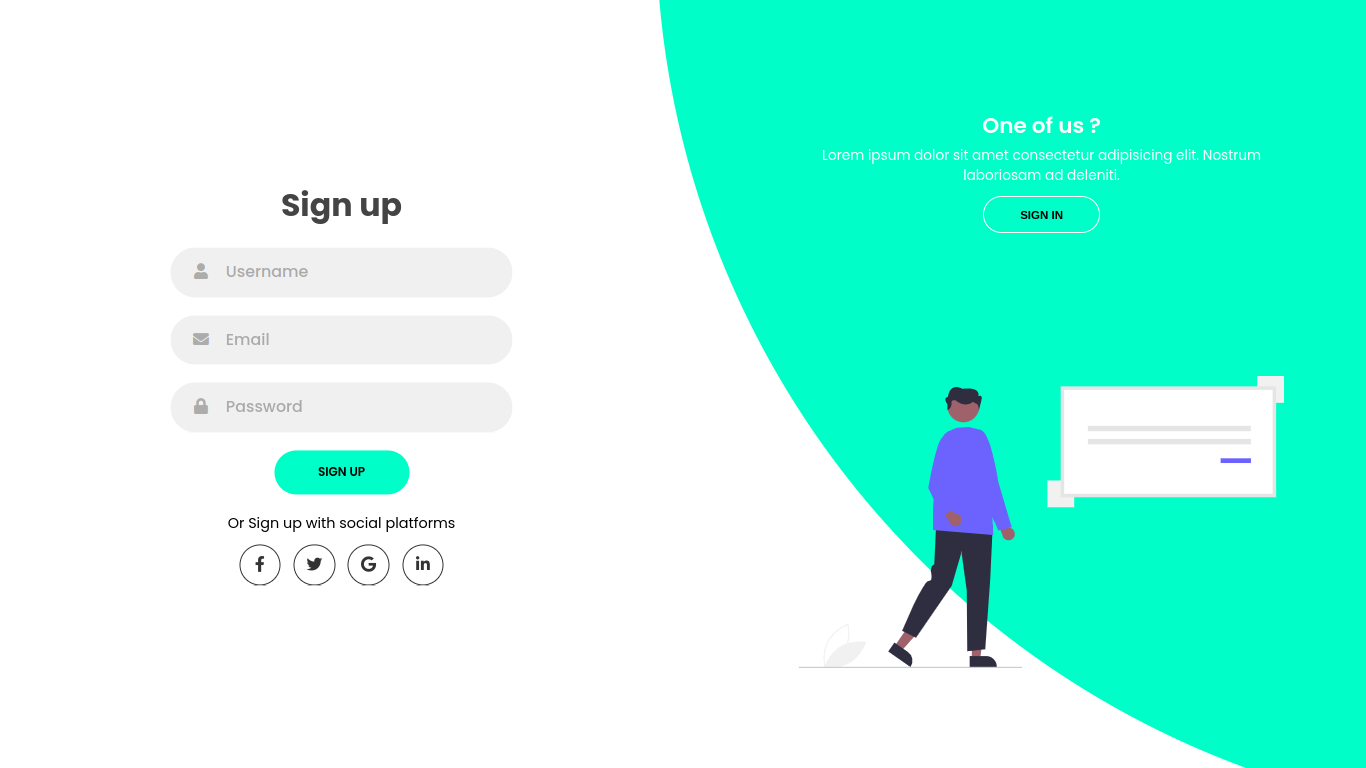 Sign up
Username
Email
Password
SIGN UP
Or Sign up with social platforms
One of us ?
Lorem ipsum dolor sit amet consectetur adipisicing elit. Nostrum
laboriosam ad deleniti.
SIGN IN